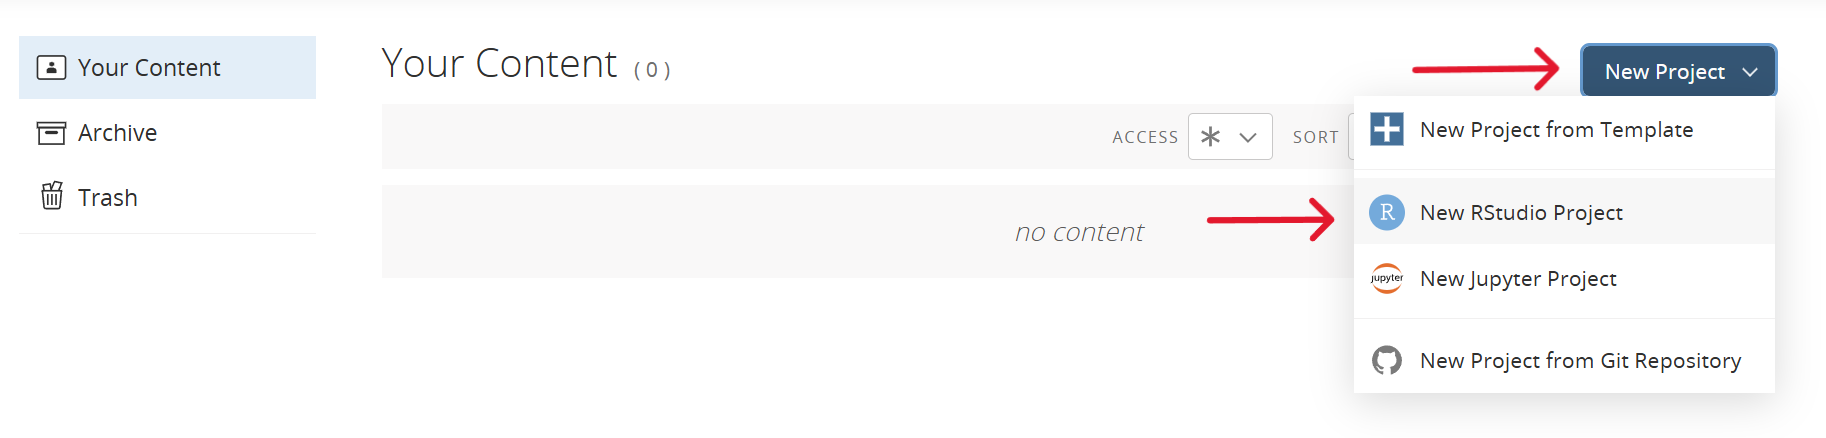 Your Content
Archive
Trash
Your Content ( 0 )
New Project
ACCESS * SORT
no content
New Project from Template
R New RStudio Project
jupyter New Jupyter Project
New Project from Git Repository